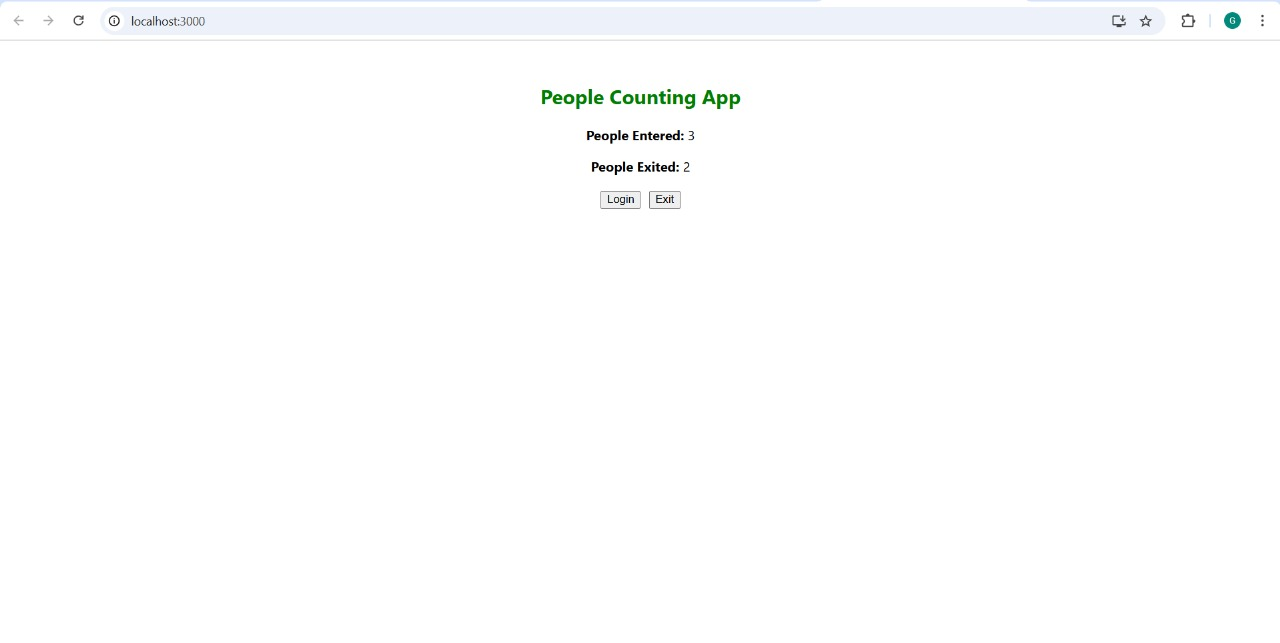 localhost:3000
G
People Counting App
People Entered: 3
People Exited: 2
Login Exit